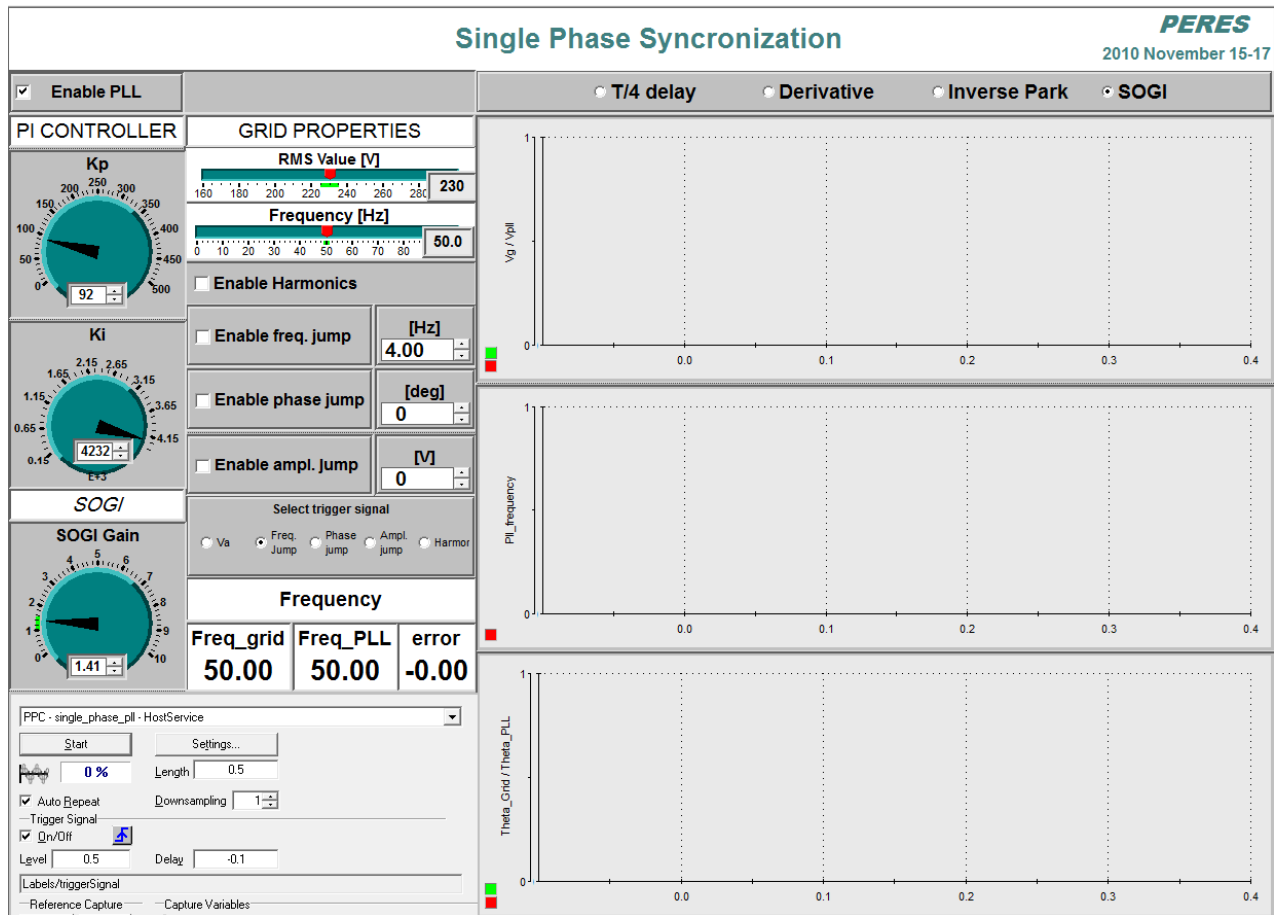 Single Phase Syncronization
PERES
2010 November 15-17
Enable PLL
T/4 delay
Derivative
Inverse Park
SOGI
PI CONTROLLER
GRID PROPERTIES
Kp
0 50 100 150 200 250 300 350 400 450 500
92
RMS Value [V]
160 180 200 220 240 260 280
230
Frequency [Hz]
0 10 20 30 40 50 60 70 80
50.0
Enable Harmonics
Enable freq. jump
[Hz]
4.00
Enable phase jump
[deg]
0
Enable ampl. jump
[V]
0
Ki
0.15 0.65 1.15 1.65 2.15 2.65 3.15 3.65 4.15
4232
E+3
SOGI
SOGI Gain
0 1 2 3 4 5 6 7 8 9 10
1.41
Select trigger signal
Va
Freq. Jump
Phase jump
Ampl. jump
Harmor
Frequency
Freq_grid Freq_PLL error
50.00 50.00 -0.00
PPC - single_phase_pll - HostService
Start
Settings...
0 %
Length 0.5
Auto Repeat
Downsampling 1
Trigger Signal
On/Off
Level 0.5
Delay -0.1
Labels/triggerSignal
Reference Capture
Capture Variables
Vg / Vpll
1
0
0.0 0.1 0.2 0.3 0.4
Pll_frequency
1
0
0.0 0.1 0.2 0.3 0.4
Theta_Grid / Theta_PLL
1
0
0.0 0.1 0.2 0.3 0.4